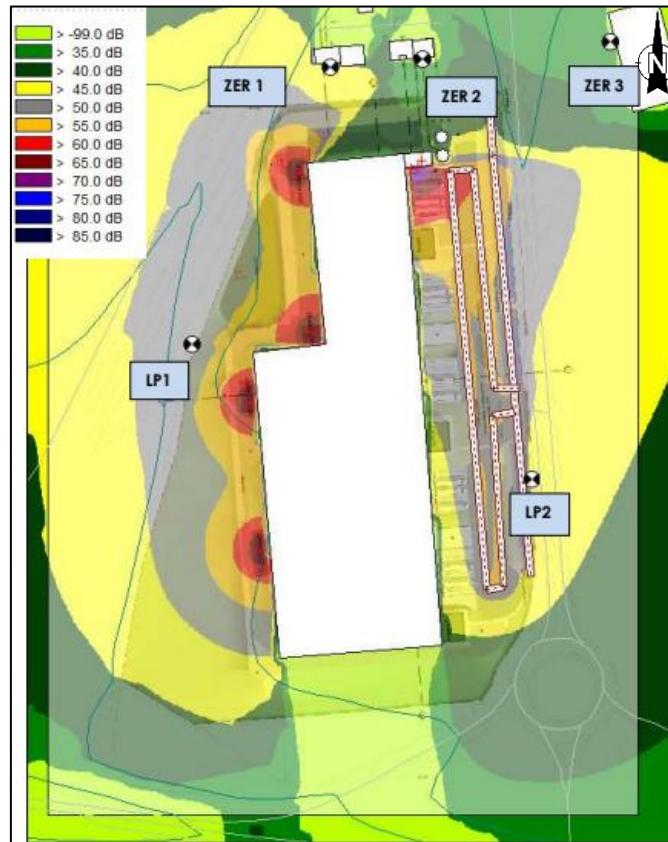 > -99.0 dB
> 35.0 dB
> 40.0 dB
> 45.0 dB
> 50.0 dB
> 55.0 dB
> 60.0 dB
> 65.0 dB
> 70.0 dB
> 75.0 dB
> 80.0 dB
> 85.0 dB
ZER 1
ZER 2
ZER 3
N
LP1
LP2